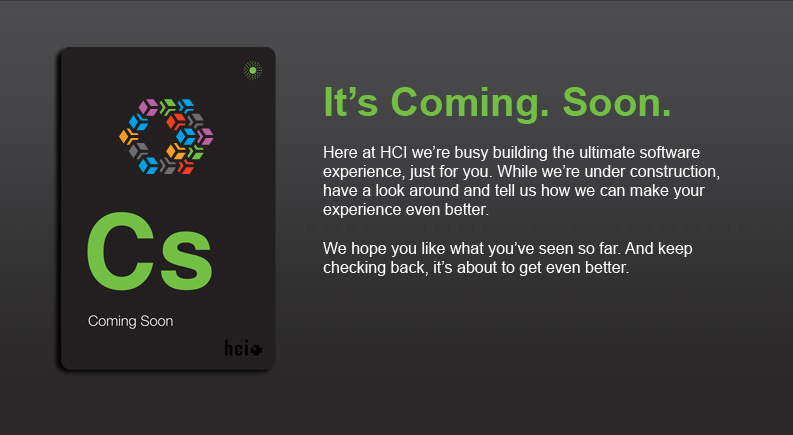 Cs
Coming Soon
hci
It’s Coming. Soon.
Here at HCI we’re busy building the ultimate software
experience, just for you. While we’re under construction,
have a look around and tell us how we can make your
experience even better.
We hope you like what you’ve seen so far. And keep
checking back, it’s about to get even better.